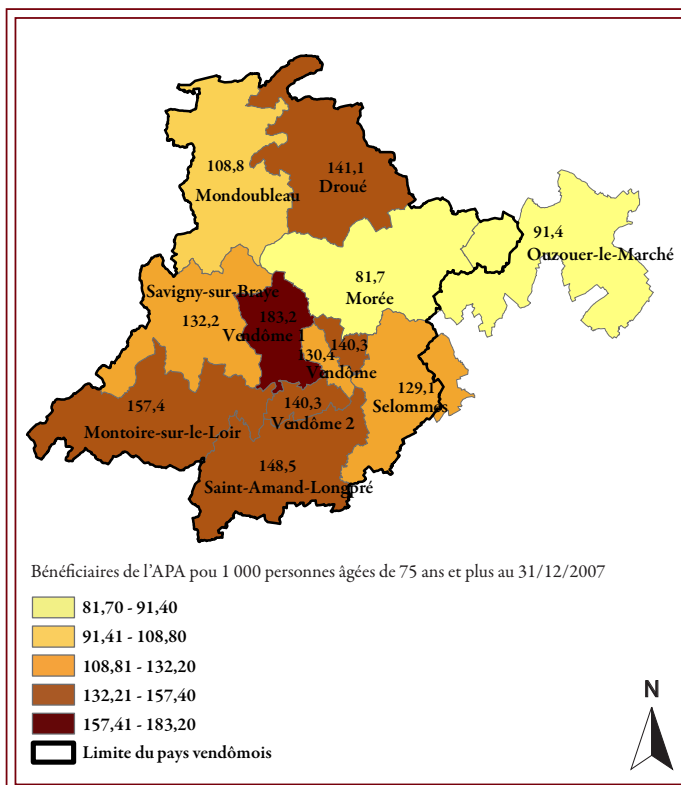 141,1
Droué
108,8
Mondoubleau
91,4
Ouzouer-le-Marché
81,7
Morée
Savigny-sur-Braye
132,2
183,2
Vendôme 1
140,3
130,4
Vendôme
129,1
Selommes
157,4
Montoire-sur-le-Loir
140,3
Vendôme 2
148,5
Saint-Amand-Longpré
Bénéficiaires de l'APA pou 1 000 personnes âgées de 75 ans et plus au 31/12/2007
81,70 - 91,40
91,41 - 108,80
108,81 - 132,20
132,21 - 157,40
157,41 - 183,20
Limite du pays vendômois
N